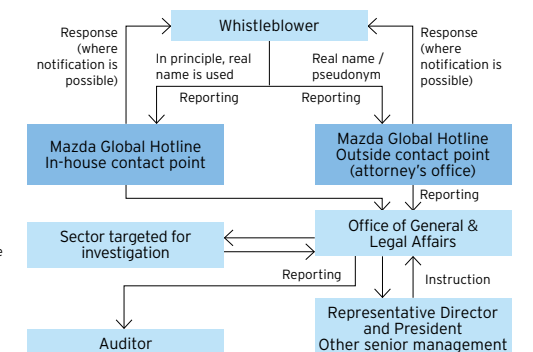 Whistleblower
Response
(where
notification is
possible)
In principle, real
name is used
Real name /
pseudonym
Response
(where
notification is
possible)
Reporting
Reporting
Mazda Global Hotline
In-house contact point
Mazda Global Hotline
Outside contact point
(attorney's office)
Reporting
Sector targeted for
investigation
Office of General &
Legal Affairs
e
Reporting
Instruction
Auditor
Representative Director
and President
Other senior management